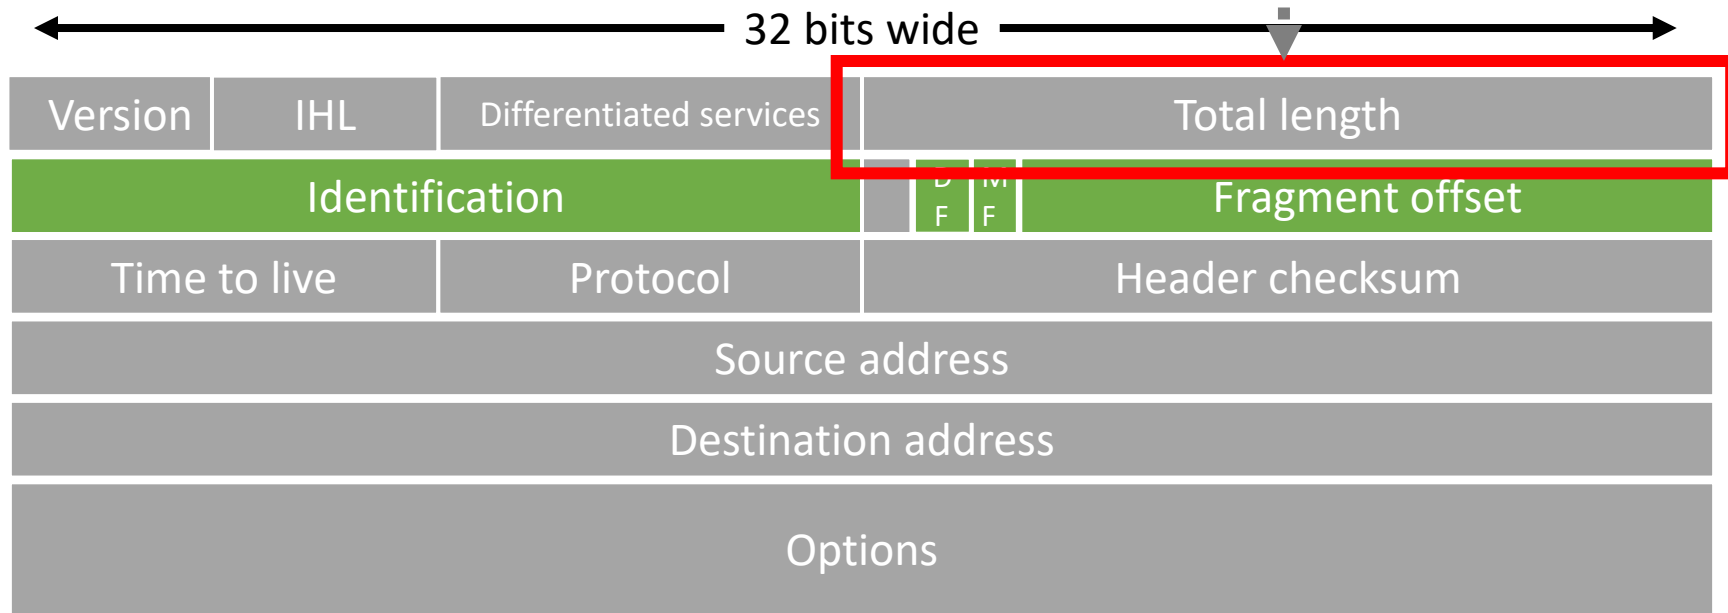 32 bits wide
Version IHL Differentiated services Total length
Identification D M Fragment offset
F F
Time to live Protocol Header checksum
Source address
Destination address
Options